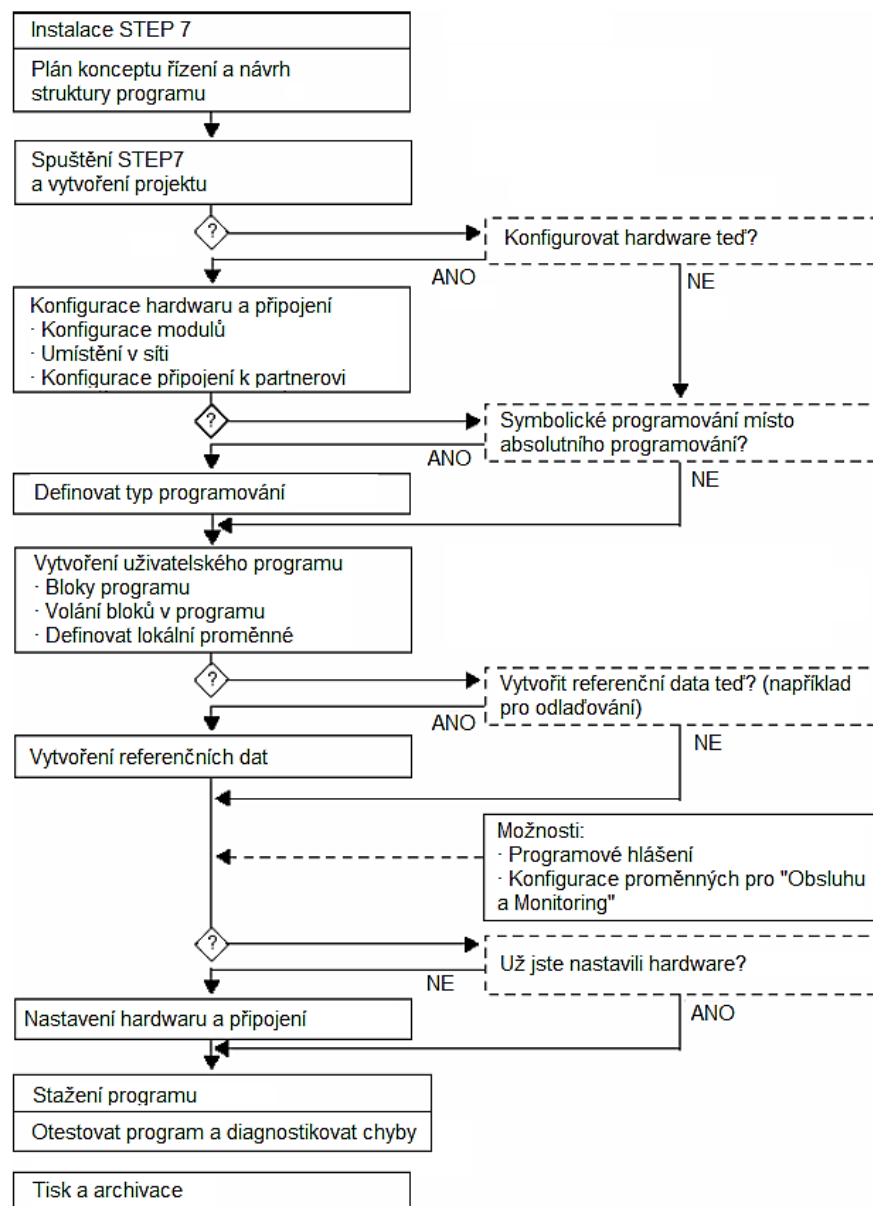 Instalace STEP 7
Plán konceptu řízení a návrh
struktury programu
Spuštění STEP7
a vytvoření projektu
?
Konfigurovat hardware teď?
ANO
NE
Konfigurace hardwaru a připojení
· Konfigurace modulů
· Umístění v síti
· Konfigurace připojení k partnerovi
?
Symbolické programování místo
absolutního programování?
ANO
NE
Definovat typ programování
Vytvoření uživatelského programu
· Bloky programu
· Volání bloků v programu
· Definovat lokální proměnné
?
Vytvořit referenční data teď? (například
pro odlaďování)
ANO
NE
Vytvoření referenčních dat
Možnosti:
· Programové hlášení
· Konfigurace proměnných pro "Obsluhu
a Monitoring"
?
Už jste nastavili hardware?
NE
ANO
Nastavení hardwaru a připojení
Stažení programu
Otestovat program a diagnostikovat chyby
Tisk a archivace